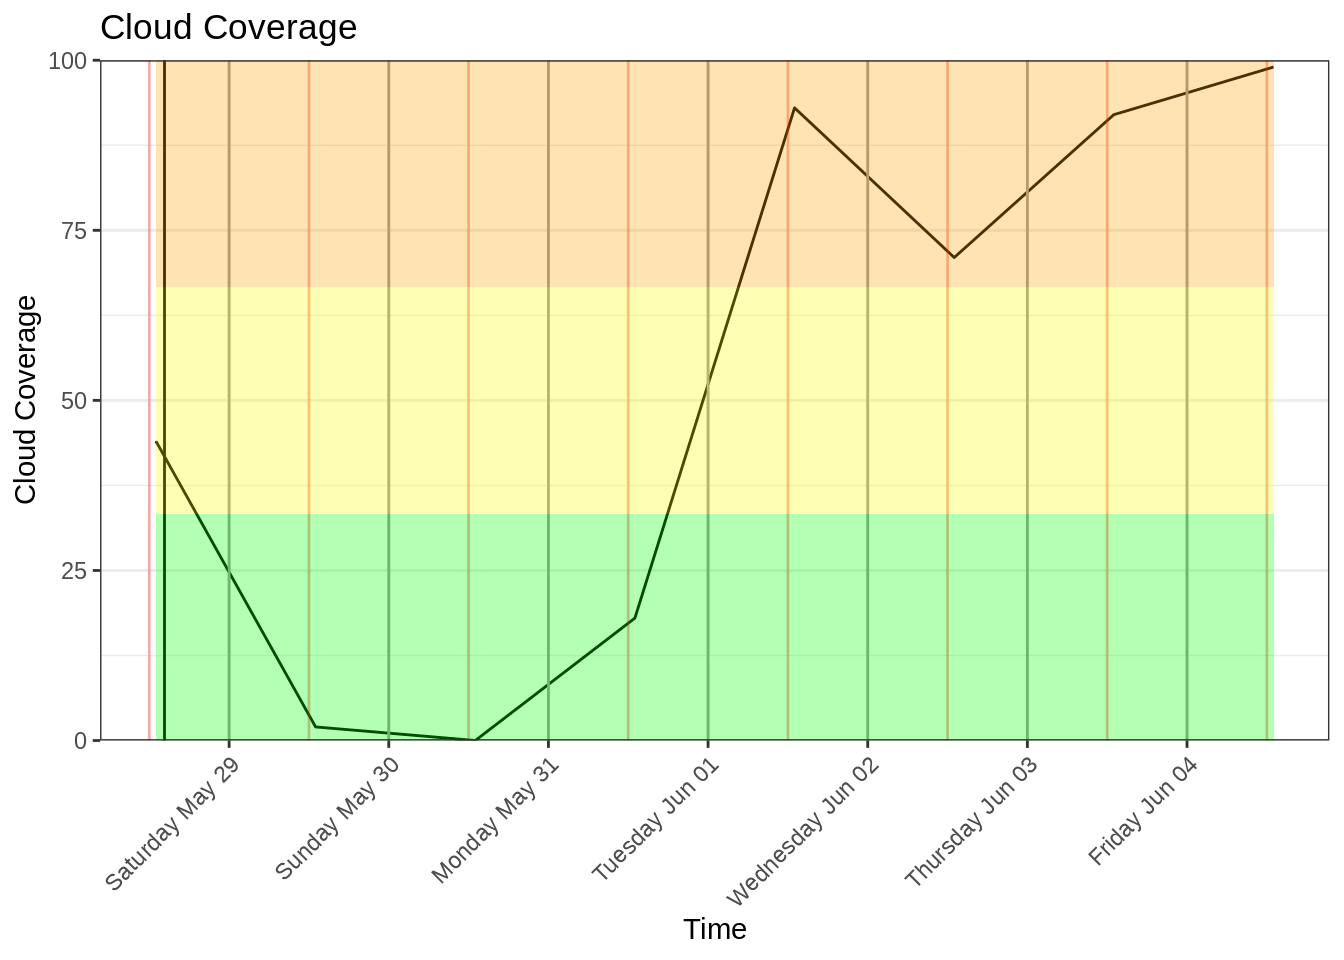 Cloud Coverage
100
75
50
25
0
Cloud Coverage
Saturday May 29
Sunday May 30
Monday May 31
Tuesday Jun 01
Wednesday Jun 02
Thursday Jun 03
Friday Jun 04
Time